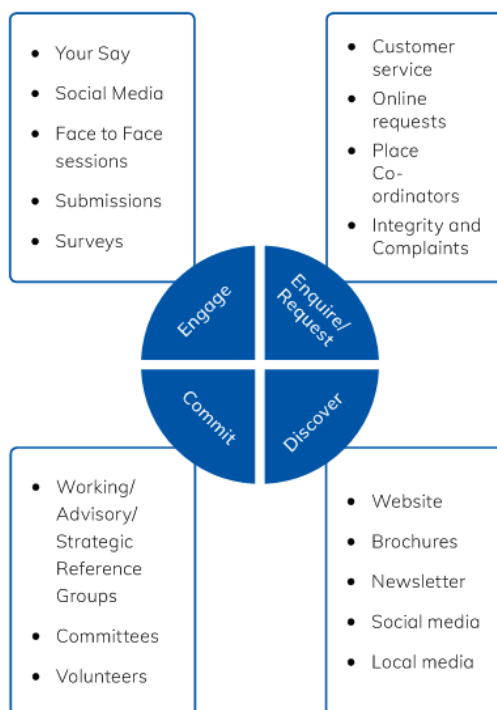 Your Say
Social Media
Face to Face
sessions
Submissions
Surveys
Customer
service
Online
requests
Place
Co-
ordinators
Integrity and
Complaints
Engage
Enquire/
Request
Commit
Discover
Working/
Advisory/
Strategic
Reference
Groups
Committees
Volunteers
Website
Brochures
Newsletter
Social media
Local media